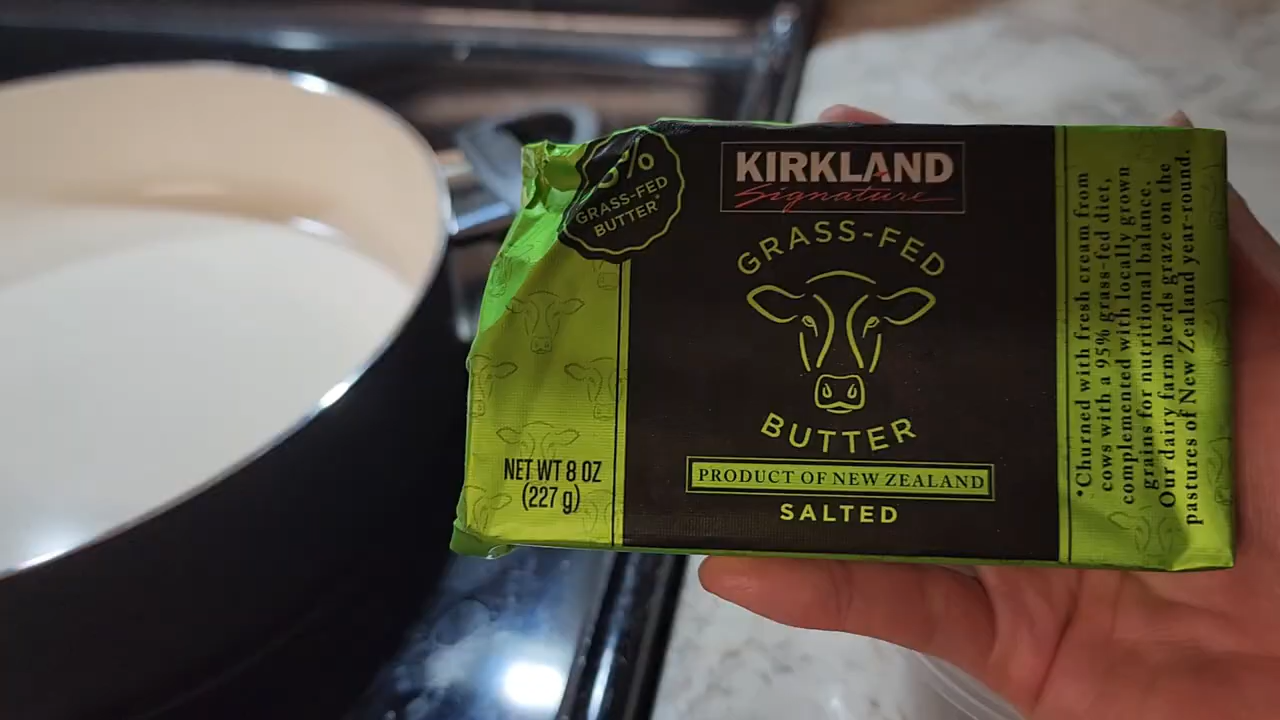 GRASS-FED
BUTTER*
KIRKLAND
Signature
GRASS-FED
BUTTER
PRODUCT OF NEW ZEALAND
SALTED
NET WT 8 OZ
(227 g)
*Churned with fresh cream from
cows with a 95% grass-fed diet,
complemented with locally grown
grains for nutritional balance.
Our dairy farm herds graze on the
pastures of New Zealand year-round.